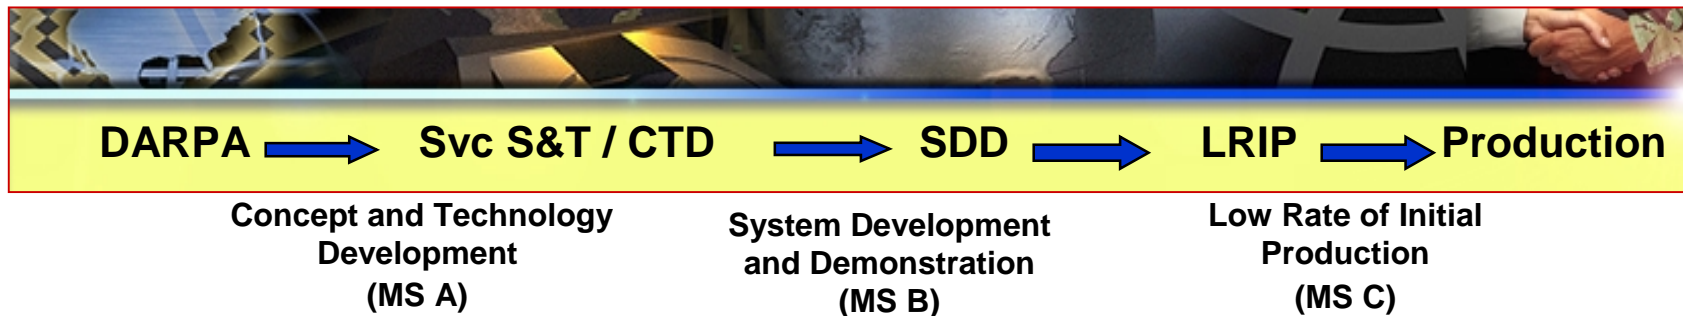 DARPA Svc S&T / CTD SDD LRIP Production
Concept and Technology
Development
(MS A)
System Development
and Demonstration
(MS B)
Low Rate of Initial
Production
(MS C)